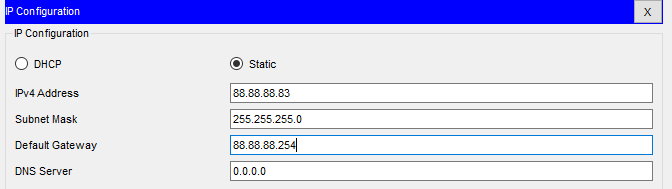 IP Configuration X
IP Configuration
DHCP Static
IPv4 Address 88.88.88.83
Subnet Mask 255.255.255.0
Default Gateway 88.88.88.254
DNS Server 0.0.0.0